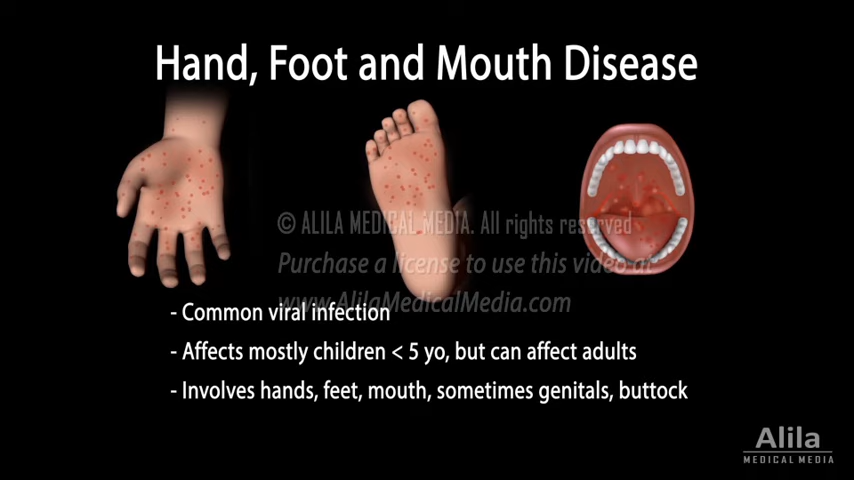 Hand, Foot and Mouth Disease
© ALILA MEDICAL MEDIA. All rights reserved
Purchase a license to use this video at
www.AlilaMedicalMedia.com
- Common viral infection
- Affects mostly children < 5 yo, but can affect adults
- Involves hands, feet, mouth, sometimes genitals, buttock
Alila
MEDICAL MEDIA